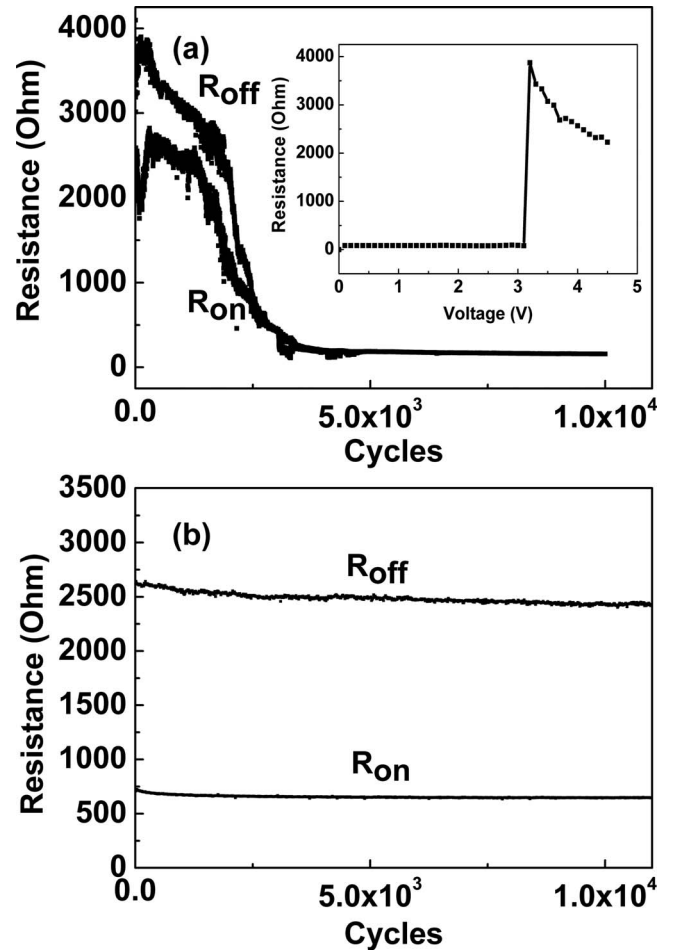 (a)
Roff
Ron
Resistance (Ohm)
4000
3000
2000
1000
0
0.0
5.0x10³
1.0x10⁴
Cycles
Resistance (Ohm)
4000
3000
2000
1000
0
0
1
2
3
4
5
Voltage (V)
(b)
Roff
Ron
Resistance (Ohm)
3500
3000
2500
2000
1500
1000
500
0
0.0
5.0x10³
1.0x10⁴
Cycles